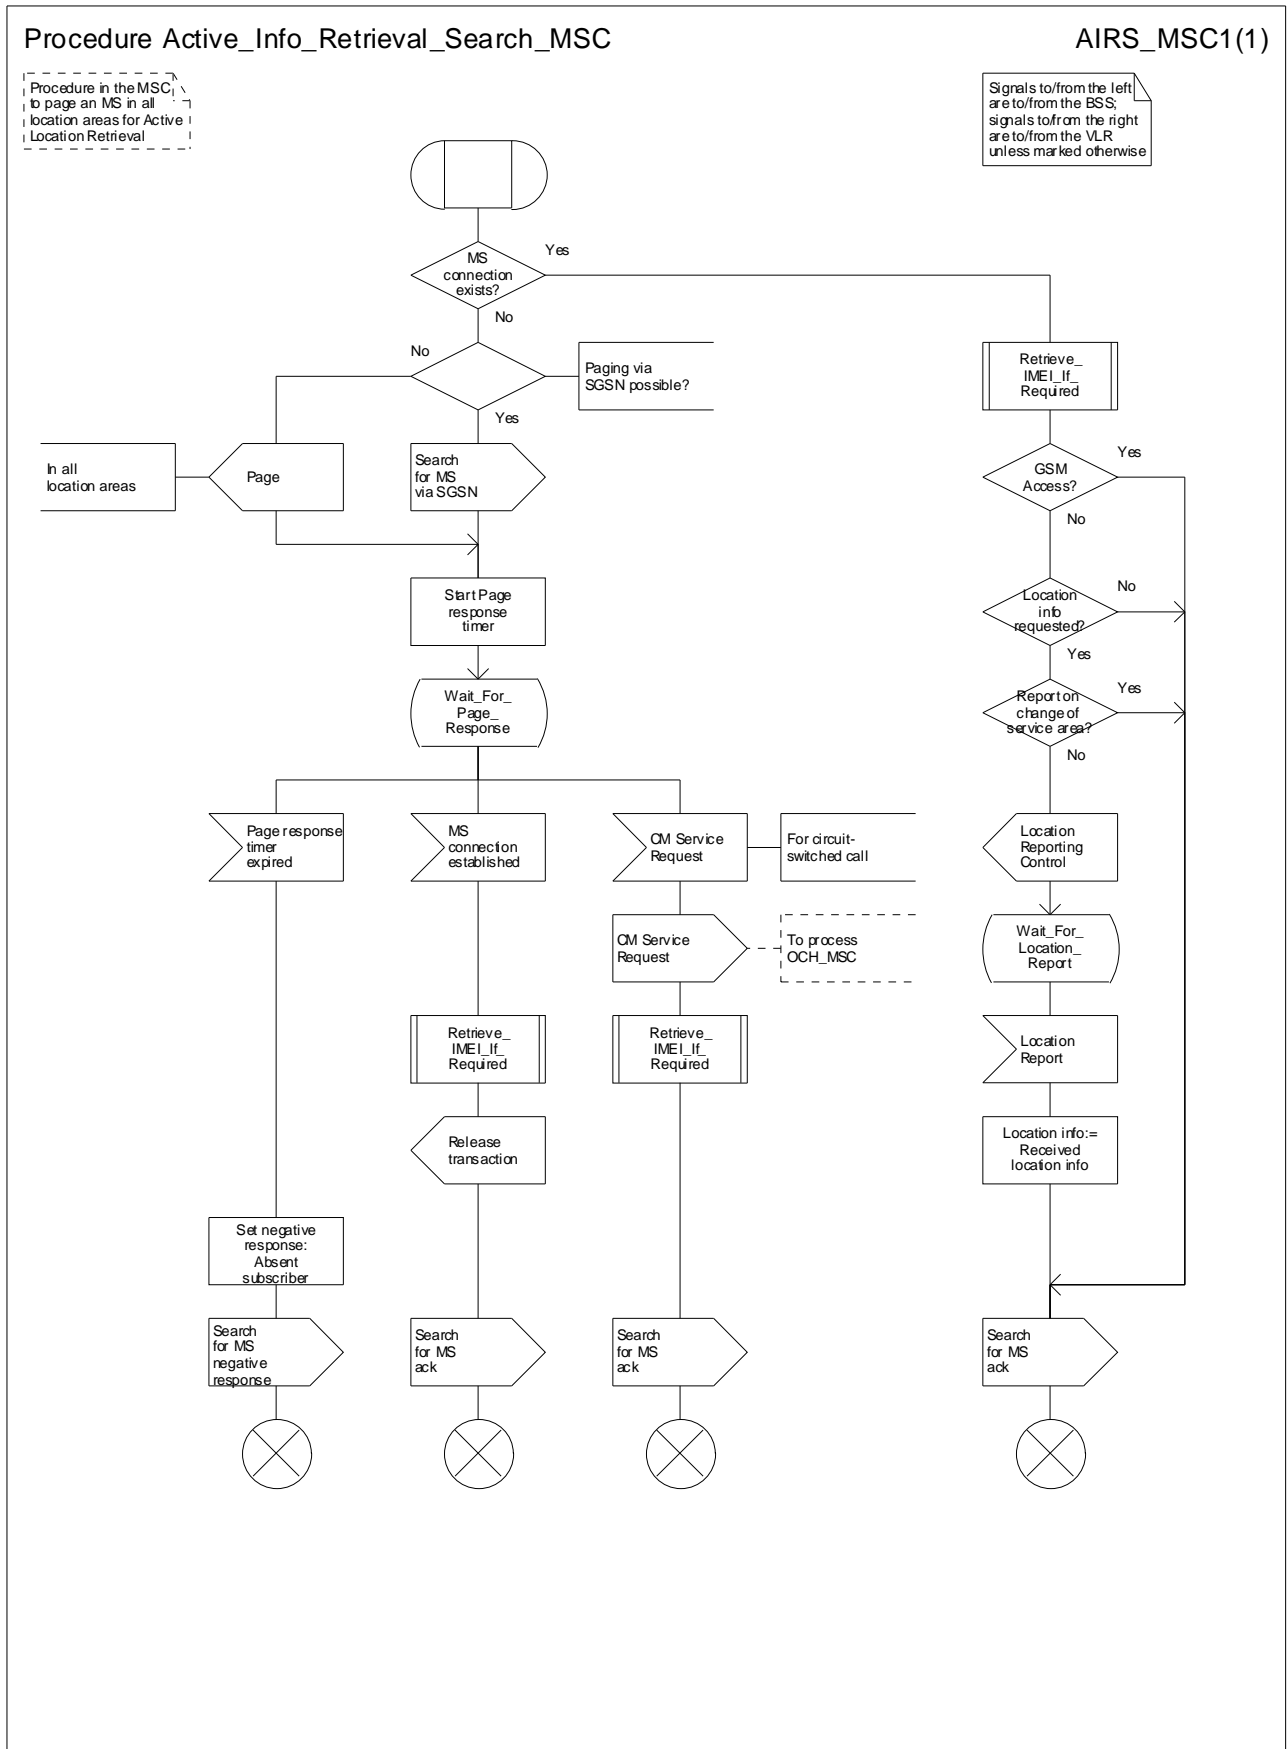 Procedure Active_Info_Retrieval_Search_MSC
AIRS_MSC1(1)
Procedure in the MSC
to page an MS in all
location areas for Active
Location Retrieval
Signals to/from the left
are to/from the BSS;
signals to/from the right
are to/from the VLR
unless marked otherwise
MS
connection
exists?
Yes
No
No
Paging via
SGSN possible?
Yes
Retrieve_
IMEI_If_
Required
In all
location areas
Page
Search
for MS
via SGSN
GSM
Access?
Yes
No
Start Page
response
timer
Location
info
requested?
No
Yes
Wait_For_
Page_
Response
Report on
change of
service area?
Yes
No
Page response
timer
expired
MS
connection
established
CM Service
Request
For circuit-
switched call
Location
Reporting
Control
CM Service
Request
To process
OCH_MSC
Wait_For_
Location_
Report
Retrieve_
IMEI_If_
Required
Retrieve_
IMEI_If_
Required
Location
Report
Release
transaction
Location info:=
Received
location info
Set negative
response:
Absent
subscriber
Search
for MS
negative
response
Search
for MS
ack
Search
for MS
ack
Search
for MS
ack